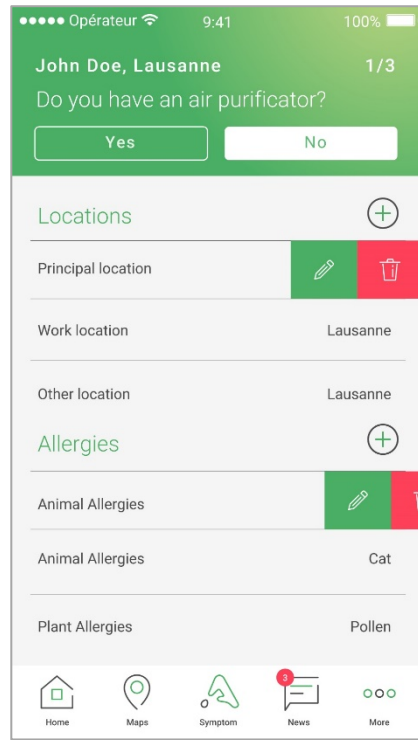 Opérateur 9:41 100%
John Doe, Lausanne 1/3
Do you have an air purificator?
Yes No
Locations
Principal location
Work location Lausanne
Other location Lausanne
Allergies
Animal Allergies
Animal Allergies Cat
Plant Allergies Pollen
3
Home Maps Symptom News More